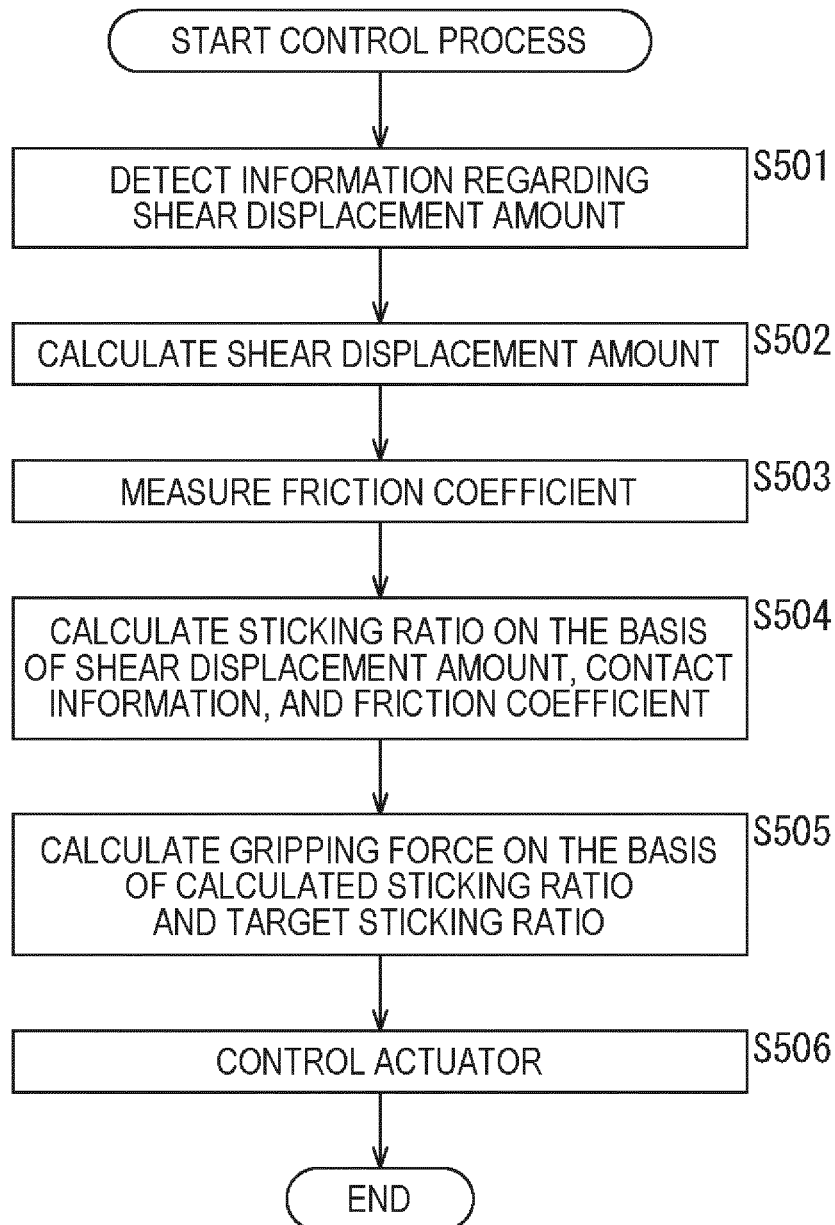 START CONTROL PROCESS
S501
DETECT INFORMATION REGARDING
SHEAR DISPLACEMENT AMOUNT
S502
CALCULATE SHEAR DISPLACEMENT AMOUNT
S503
MEASURE FRICTION COEFFICIENT
S504
CALCULATE STICKING RATIO ON THE BASIS
OF SHEAR DISPLACEMENT AMOUNT, CONTACT
INFORMATION, AND FRICTION COEFFICIENT
S505
CALCULATE GRIPPING FORCE ON THE BASIS
OF CALCULATED STICKING RATIO
AND TARGET STICKING RATIO
S506
CONTROL ACTUATOR
END